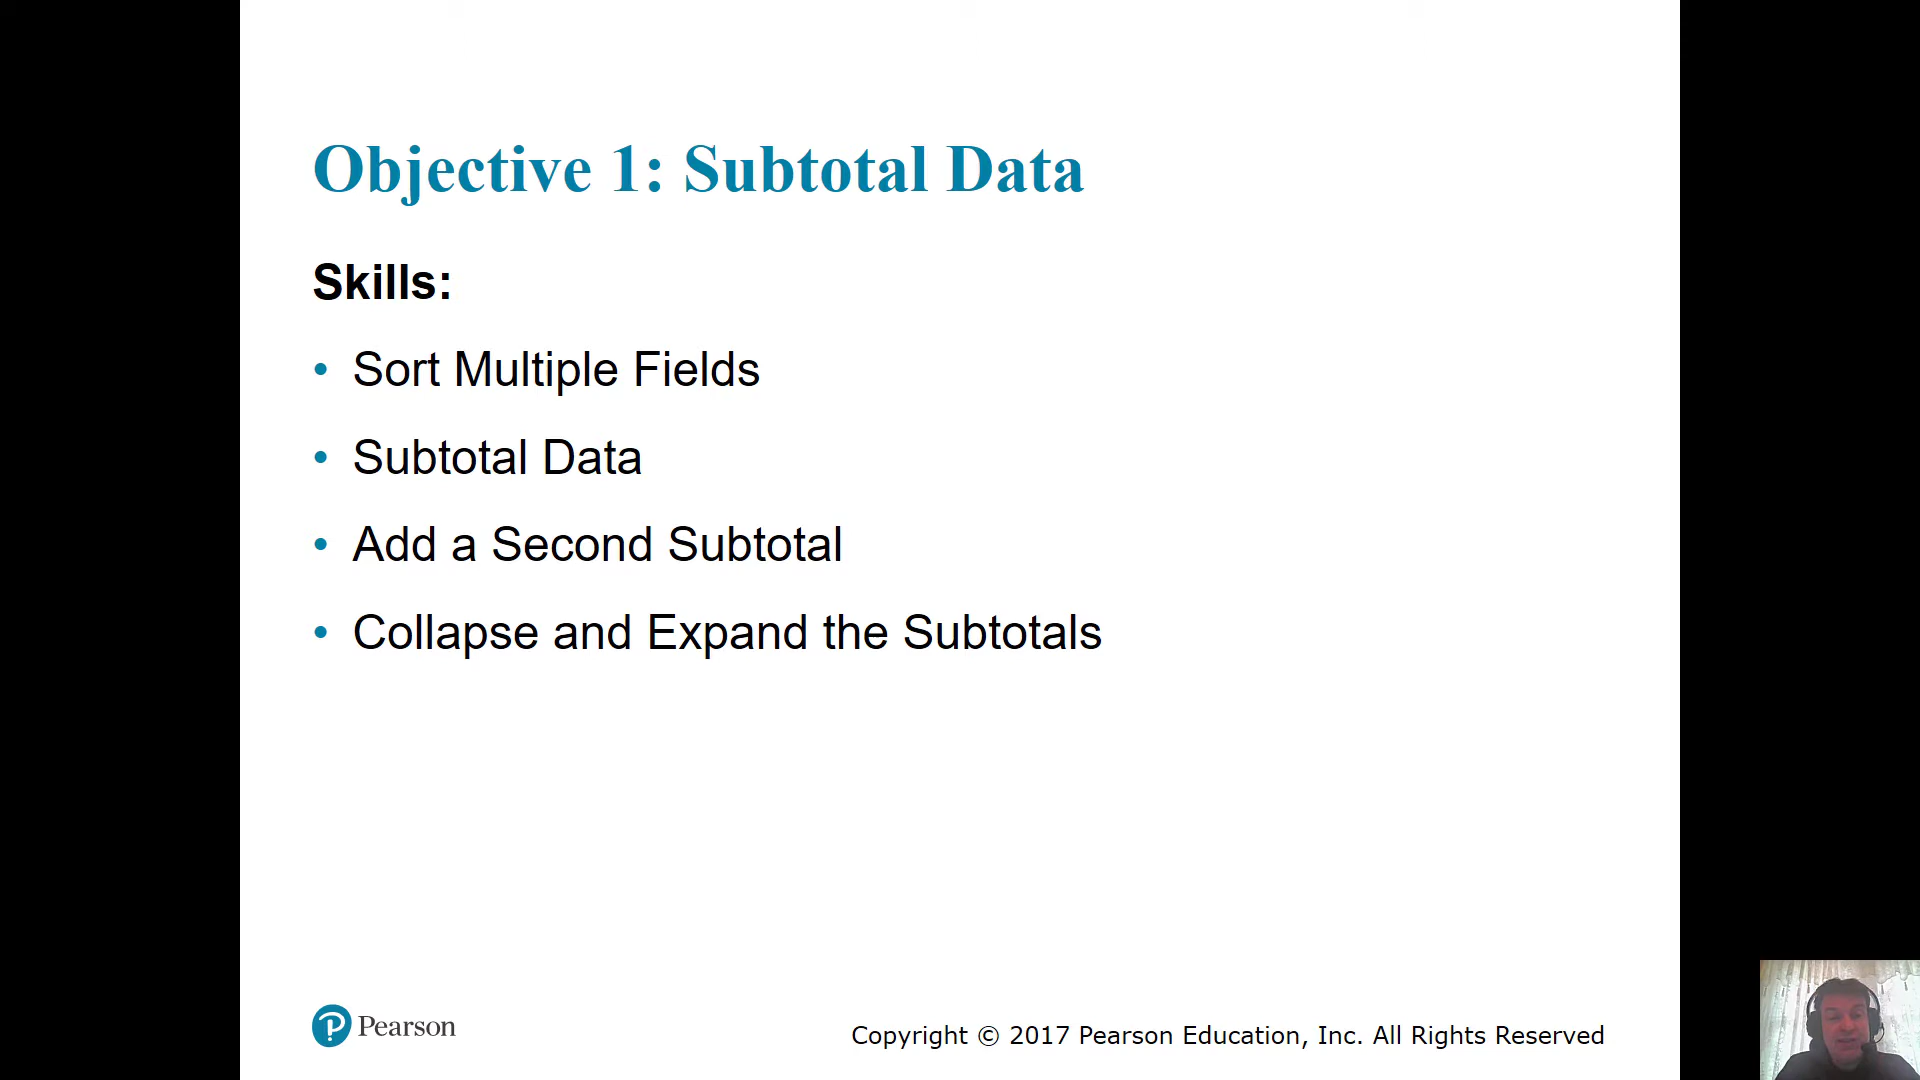 Objective 1: Subtotal Data
Skills:
• Sort Multiple Fields
• Subtotal Data
• Add a Second Subtotal
• Collapse and Expand the Subtotals
Pearson
Copyright © 2017 Pearson Education, Inc. All Rights Reserved